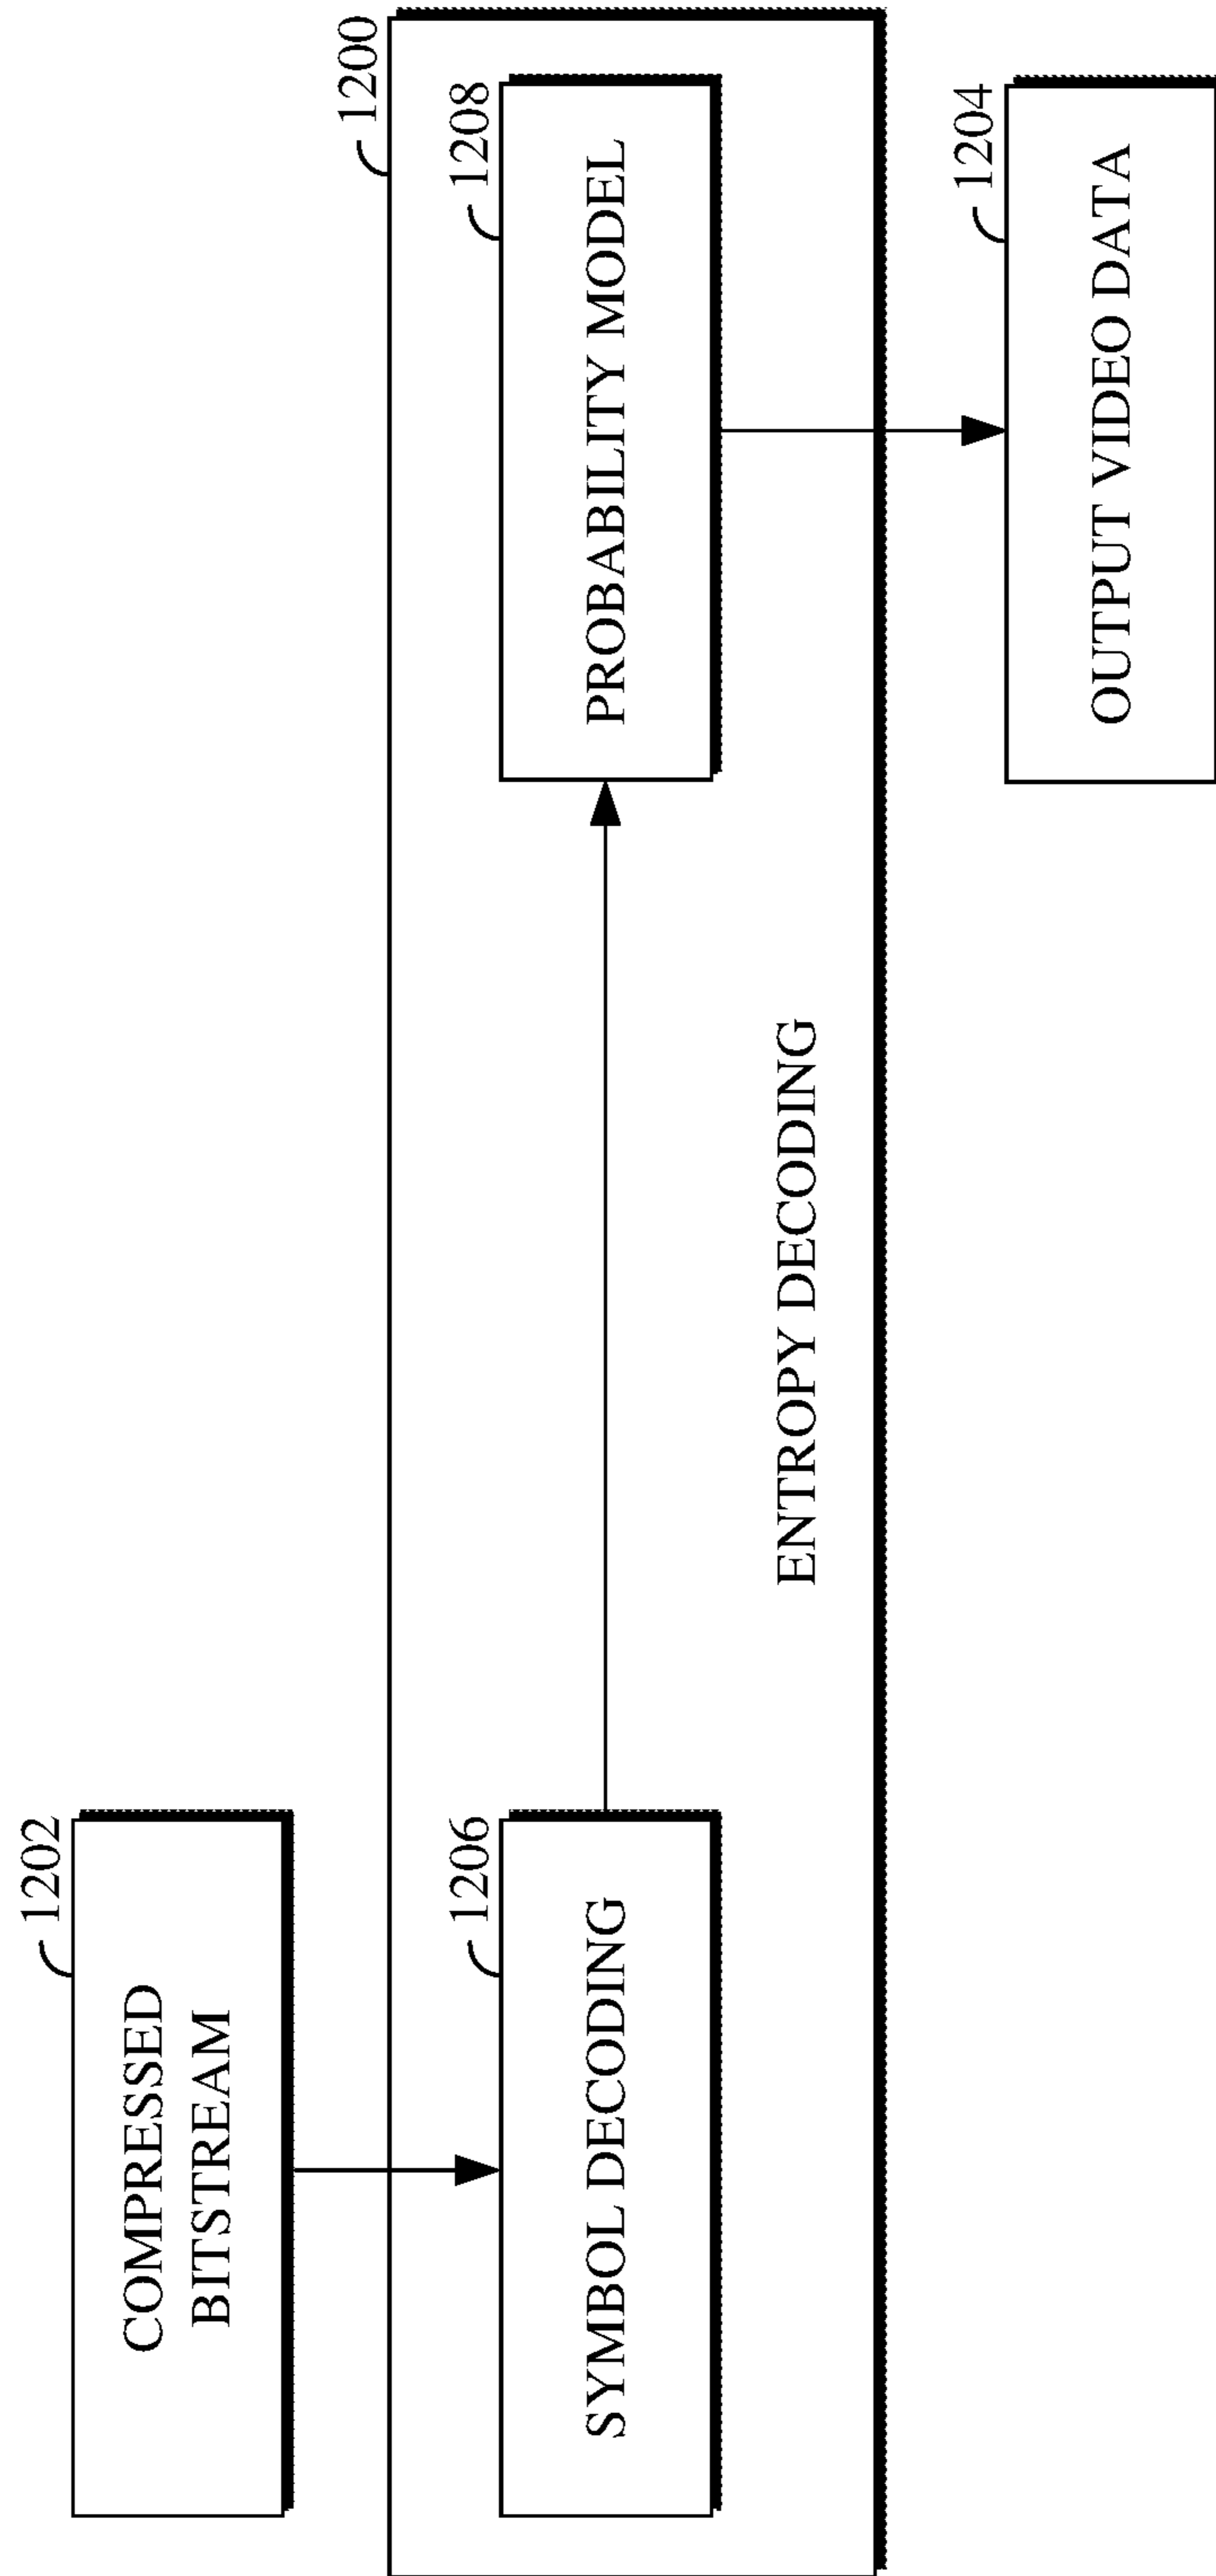 1202
COMPRESSED
BITSTREAM
1200
1206
SYMBOL DECODING
1208
PROBABILITY MODEL
ENTROPY DECODING
1204
OUTPUT VIDEO DATA